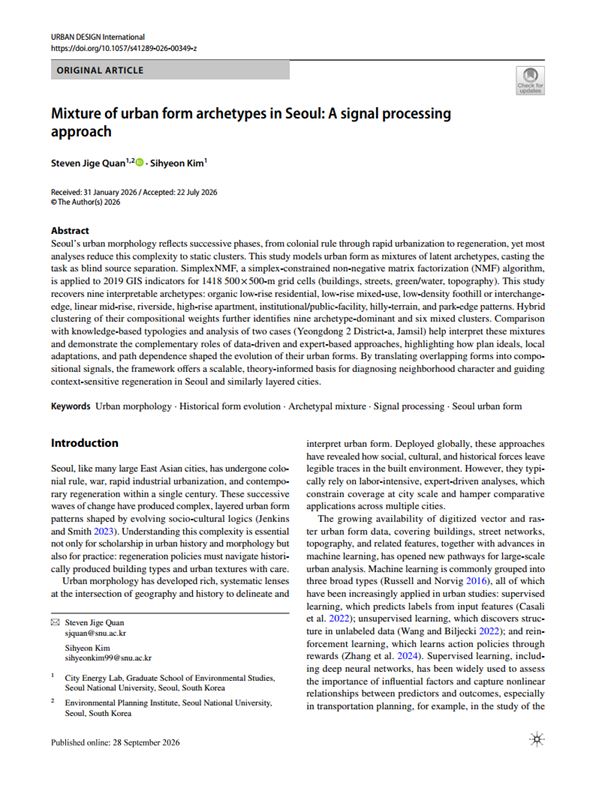 URBAN DESIGN International
https://doi.org/10.1057/s41289-026-00349-z
ORIGINAL ARTICLE
Check for
updates
Mixture of urban form archetypes in Seoul: A signal processing
approach
Steven Jige Quan1,2 · Sihyeon Kim1
Received: 31 January 2026 / Accepted: 22 July 2026
© The Author(s) 2026
Abstract
Seoul's urban morphology reflects successive phases, from colonial rule through rapid urbanization to regeneration, yet most
analyses reduce this complexity to static clusters. This study models urban form as mixtures of latent archetypes, casting the
task as blind source separation. SimplexNMF, a simplex-constrained non-negative matrix factorization (NMF) algorithm,
is applied to 2019 GIS indicators for 1418 500×500-m grid cells (buildings, streets, green/water, topography). This study
recovers nine interpretable archetypes: organic low-rise residential, low-rise mixed-use, low-density foothill or interchange-
edge, linear mid-rise, riverside, high-rise apartment, institutional/public-facility, hilly-terrain, and park-edge patterns. Hybrid
clustering of their compositional weights further identifies nine archetype-dominant and six mixed clusters. Comparison
with knowledge-based typologies and analysis of two cases (Yeongdong 2 District-a, Jamsil) help interpret these mixtures
and demonstrate the complementary roles of data-driven and expert-based approaches, highlighting how plan ideals, local
adaptations, and path dependence shaped the evolution of their urban forms. By translating overlapping forms into compo-
sitional signals, the framework offers a scalable, theory-informed basis for diagnosing neighborhood character and guiding
context-sensitive regeneration in Seoul and similarly layered cities.
Keywords Urban morphology · Historical form evolution · Archetypal mixture · Signal processing · Seoul urban form
Introduction
Seoul, like many large East Asian cities, has undergone colo-
nial rule, war, rapid industrial urbanization, and contempo-
rary regeneration within a single century. These successive
waves of change have produced complex, layered urban form
patterns shaped by evolving socio-cultural logics (Jenkins
and Smith 2023). Understanding this complexity is essential
not only for scholarship in urban history and morphology but
also for practice: regeneration policies must navigate histori-
cally produced building types and urban textures with care.
Urban morphology has developed rich, systematic lenses
at the intersection of geography and history to delineate and
Steven Jige Quan
sjquan@snu.ac.kr
Sihyeon Kim
sihyeonkim99@snu.ac.kr
1 City Energy Lab, Graduate School of Environmental Studies,
Seoul National University, Seoul, South Korea
2 Environmental Planning Institute, Seoul National University,
Seoul, South Korea
interpret urban form. Deployed globally, these approaches
have revealed how social, cultural, and historical forces leave
legible traces in the built environment. However, they typi-
cally rely on labor-intensive, expert-driven analyses, which
constrain coverage at city scale and hamper comparative
applications across multiple cities.
The growing availability of digitized vector and ras-
ter urban form data, covering buildings, street networks,
topography, and related features, together with advances in
machine learning, has opened new pathways for large-scale
urban analysis. Machine learning is commonly grouped into
three broad types (Russell and Norvig 2016), all of which
have been increasingly applied in urban studies: supervised
learning, which predicts labels from input features (Casali
et al. 2022); unsupervised learning, which discovers struc-
ture in unlabeled data (Wang and Biljecki 2022); and rein-
forcement learning, which learns action policies through
rewards (Zhang et al. 2024). Supervised learning, includ-
ing deep neural networks, has been widely used to assess
the importance of influential factors and capture nonlinear
relationships between predictors and outcomes, especially
in transportation planning, for example, in the study of the
Published online: 28 September 2026